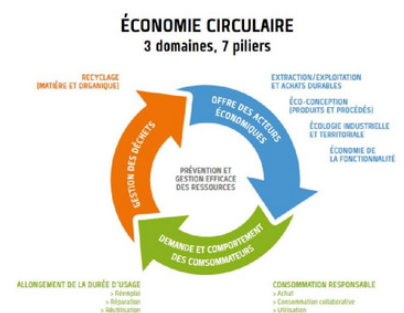 ÉCONOMIE CIRCULAIRE
3 domaines, 7 piliers
RECYCLAGE
(MATIÈRE ET ORGANIQUE)
EXTRACTION/EXPLOITATION
ET ACHATS DURABLES
ÉCO-CONCEPTION
(PRODUITS ET PROCÉDÉS)
ÉCOLOGIE INDUSTRIELLE
ET TERRITORIALE
ÉCONOMIE DE
LA FONCTIONNALITÉ
OFFRE DES ACTEURS
ÉCONOMIQUES
GESTION DES DÉCHETS
PRÉVENTION ET
GESTION EFFICACE
DES RESSOURCES
DEMANDE ET COMPORTEMENT
DES CONSOMMATEURS
ALLONGEMENT DE LA DURÉE D'USAGE
> Réemploi
> Réparation
> Réutilisation
CONSOMMATION RESPONSABLE
> Achat
> Consommation collaborative
> Utilisation